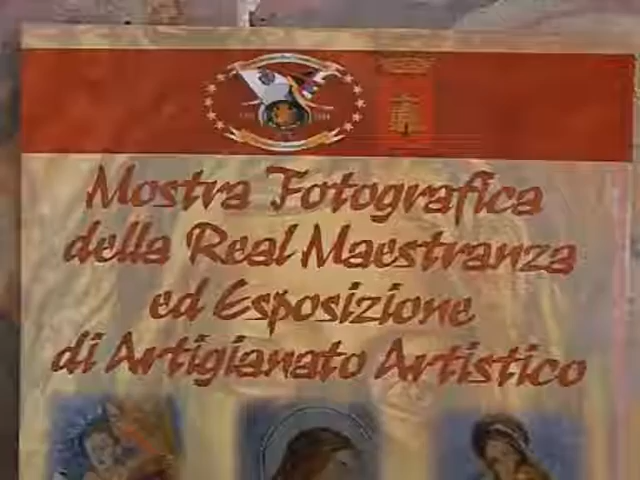 Mostra Fotografica
della Real Maestranza
ed Esposizione
di Artigianato Artistico